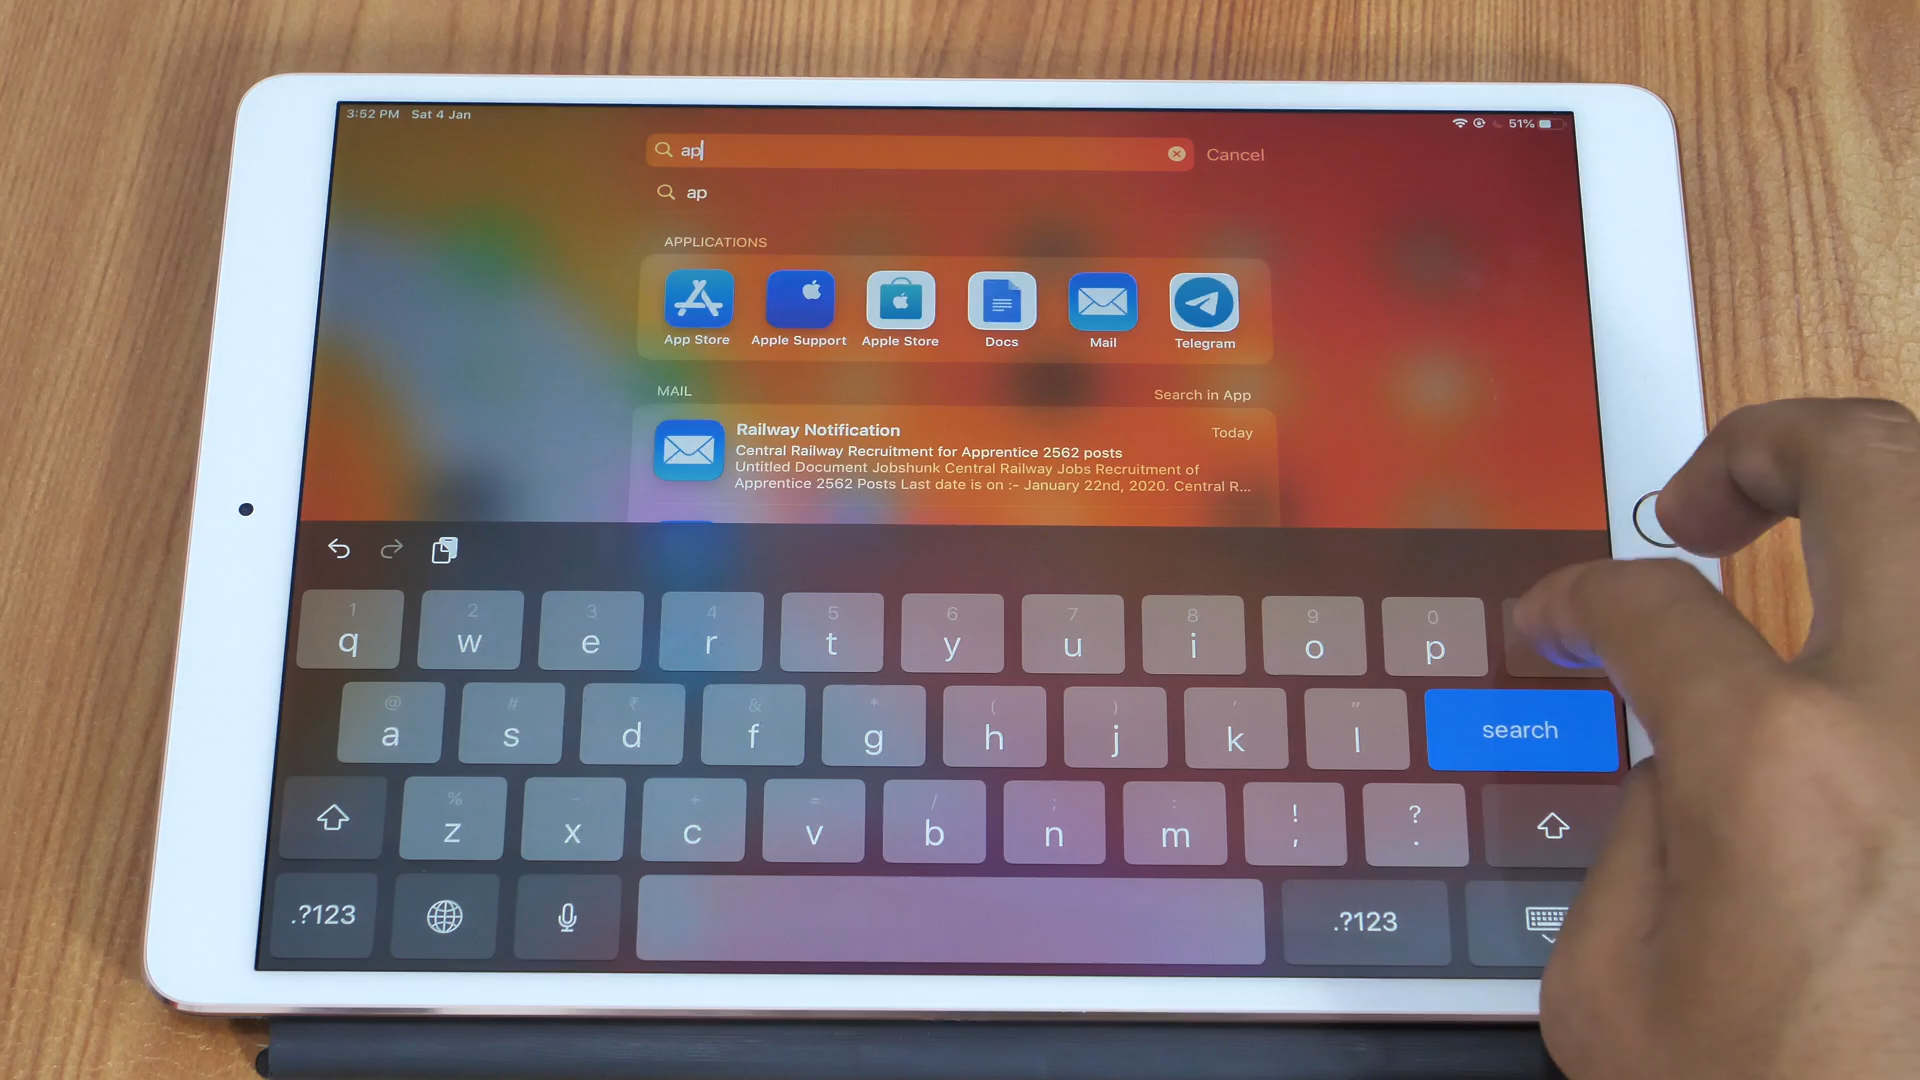 3:52 PM Sat 4 Jan
51%
ap
Cancel
ap
APPLICATIONS
App Store
Apple Support
Apple Store
Docs
Mail
Telegram
MAIL
Search in App
Railway Notification
Today
Central Railway Recruitment for Apprentice 2562 posts
Untitled Document Jobshunk Central Railway Jobs Recruitment of
Apprentice 2562 Posts Last date is on :- January 22nd, 2020. Central R...
1 2 3 4 5 6 7 8 9 0
q w e r t y u i o p
@ # ₹ & * ( ) ' "
a s d f g h j k l search
% - + = / ; : ! ?
z x c v b n m , .
.?123 .?123